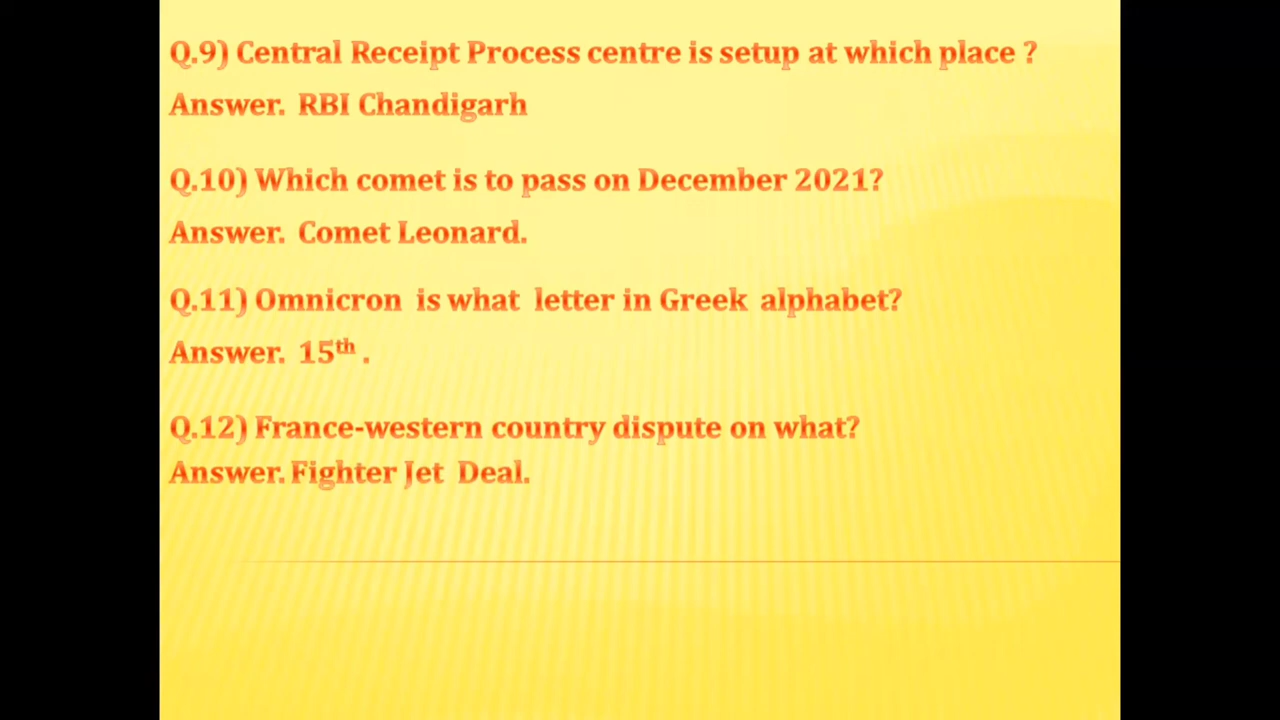 Q.9) Central Receipt Process centre is setup at which place ?
Answer. RBI Chandigarh
Q.10) Which comet is to pass on December 2021?
Answer. Comet Leonard.
Q.11) Omnicron is what letter in Greek alphabet?
Answer. 15th .
Q.12) France-western country dispute on what?
Answer. Fighter Jet Deal.